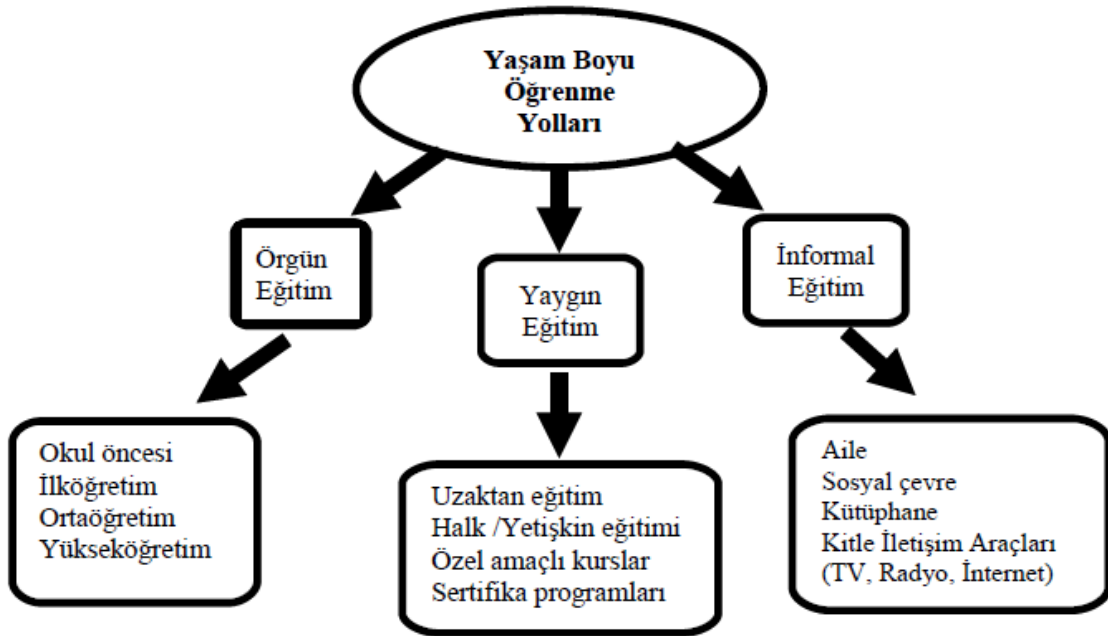 Yaşam Boyu
Öğrenme
Yolları
Örgün
Eğitim
Yaygın
Eğitim
İnformal
Eğitim
Okul öncesi
İlköğretim
Ortaöğretim
Yükseköğretim
Uzaktan eğitim
Halk /Yetişkin eğitimi
Özel amaçlı kurslar
Sertifika programları
Aile
Sosyal çevre
Kütüphane
Kitle İletişim Araçları
(TV, Radyo, İnternet)